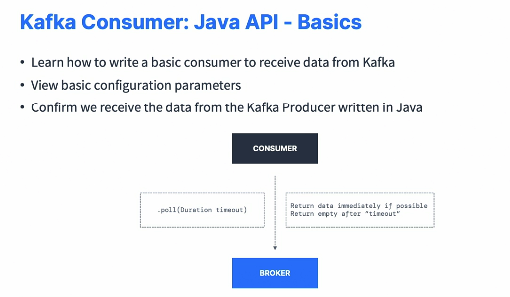 Kafka Consumer: Java API - Basics
• Learn how to write a basic consumer to receive data from Kafka
• View basic configuration parameters
• Confirm we receive the data from the Kafka Producer written in Java
CONSUMER
.poll(Duration timeout)
Return data immediately if possible
Return empty after "timeout"
BROKER